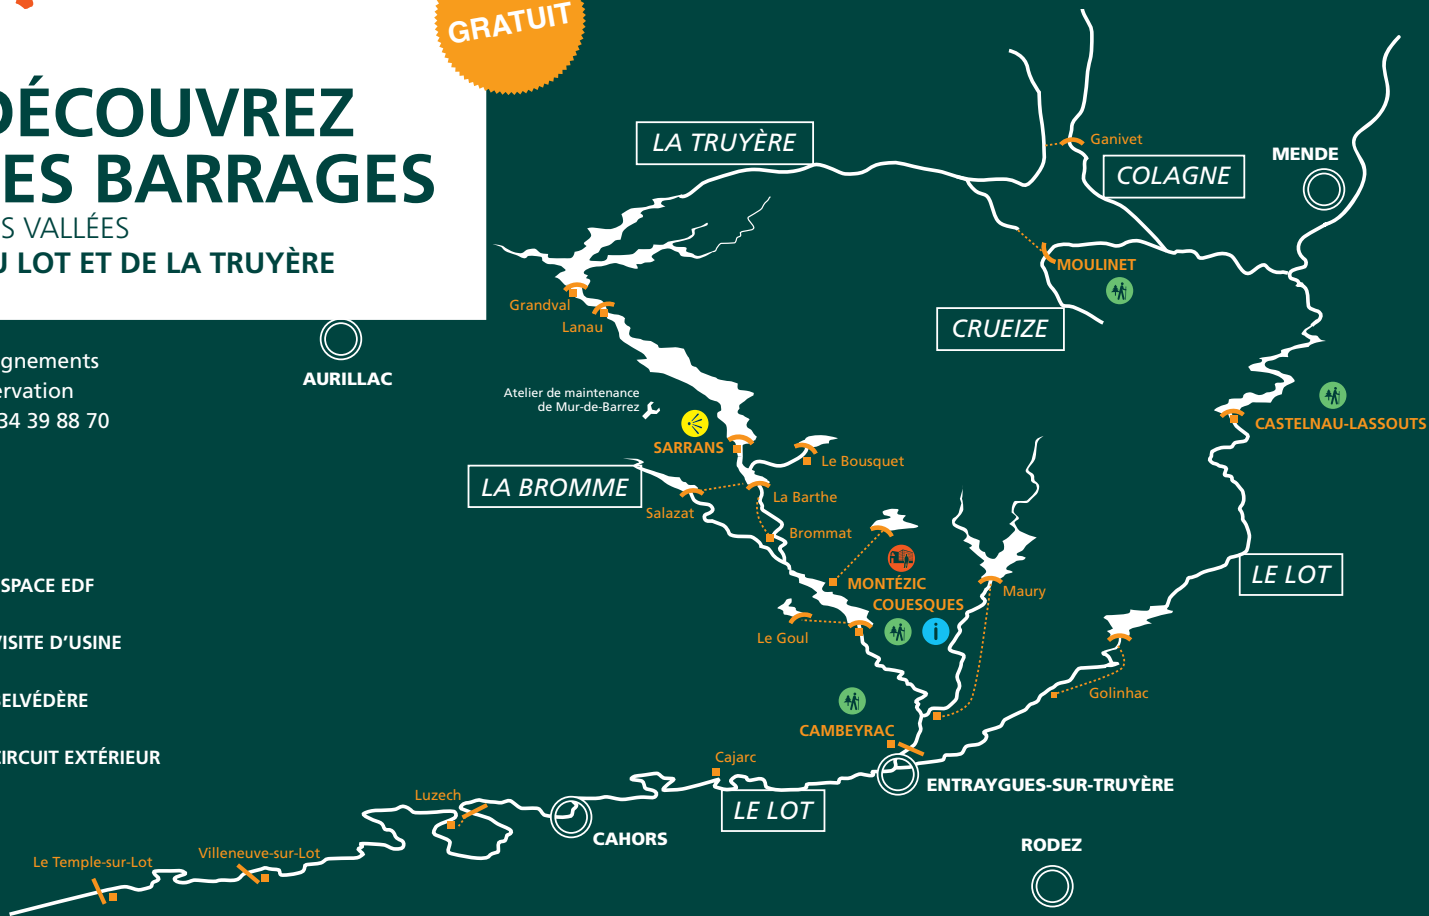 GRATUIT
DÉCOUVREZ
ES BARRAGES
S VALLÉES
U LOT ET DE LA TRUYÈRE
gnements
ervation
34 39 88 70
SPACE EDF
VISITE D'USINE
BELVÉDÈRE
CIRCUIT EXTÉRIEUR
LA TRUYÈRE
Ganivet
COLAGNE
MENDE
MOULINET
CRUEIZE
Grandval
Lanau
AURILLAC
Atelier de maintenance
de Mur-de-Barrez
SARRANS
CASTELNAU-LASSOUTS
Le Bousquet
LA BROMME
La Barthe
Salazat
Brommat
MONTÉZIC
COUESQUES
i
Maury
LE LOT
Le Goul
Golinhac
CAMBEYRAC
Cajarc
ENTRAYGUES-SUR-TRUYÈRE
Luzech
LE LOT
CAHORS
RODEZ
Villeneuve-sur-Lot
Le Temple-sur-Lot